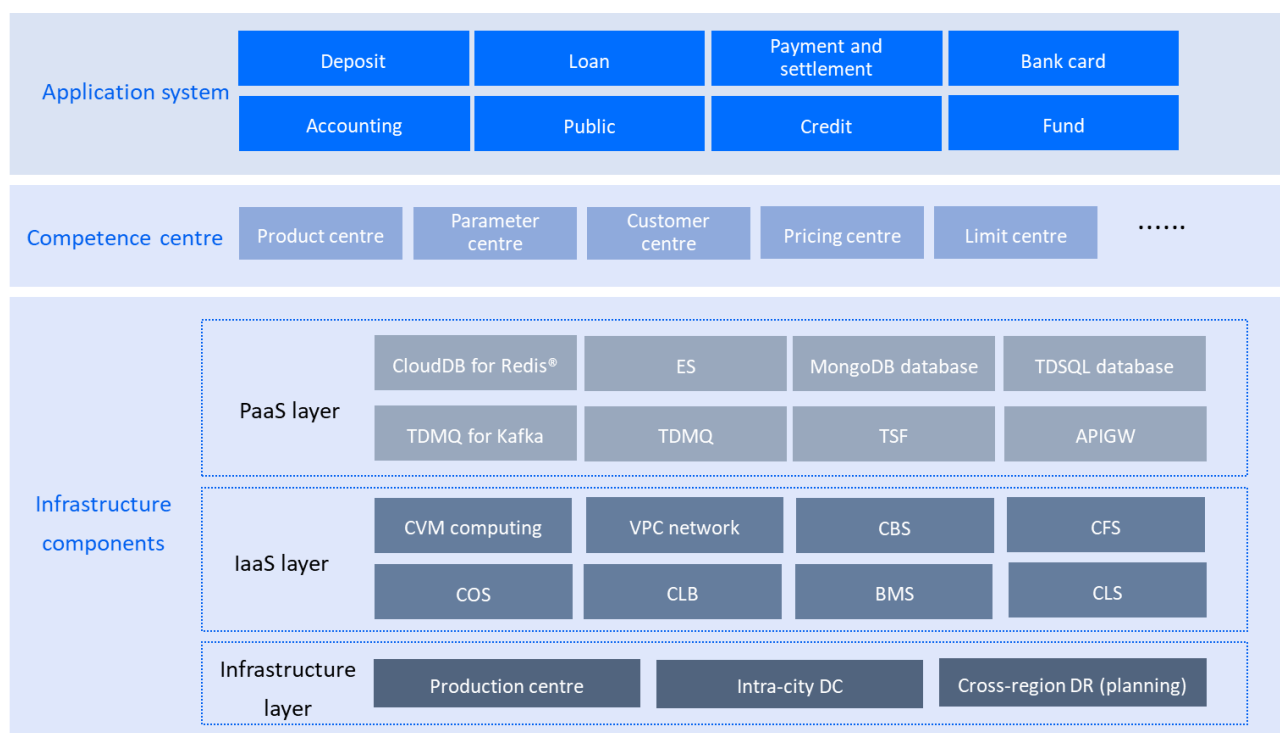 Application system
Deposit
Loan
Payment and
settlement
Bank card
Accounting
Public
Credit
Fund
Competence centre
Product centre
Parameter
centre
Customer
centre
Pricing centre
Limit centre
......
Infrastructure
components
PaaS layer
CloudDB for Redis®
ES
MongoDB database
TDSQL database
TDMQ for Kafka
TDMQ
TSF
APIGW
IaaS layer
CVM computing
VPC network
CBS
CFS
COS
CLB
BMS
CLS
Infrastructure
layer
Production centre
Intra-city DC
Cross-region DR (planning)